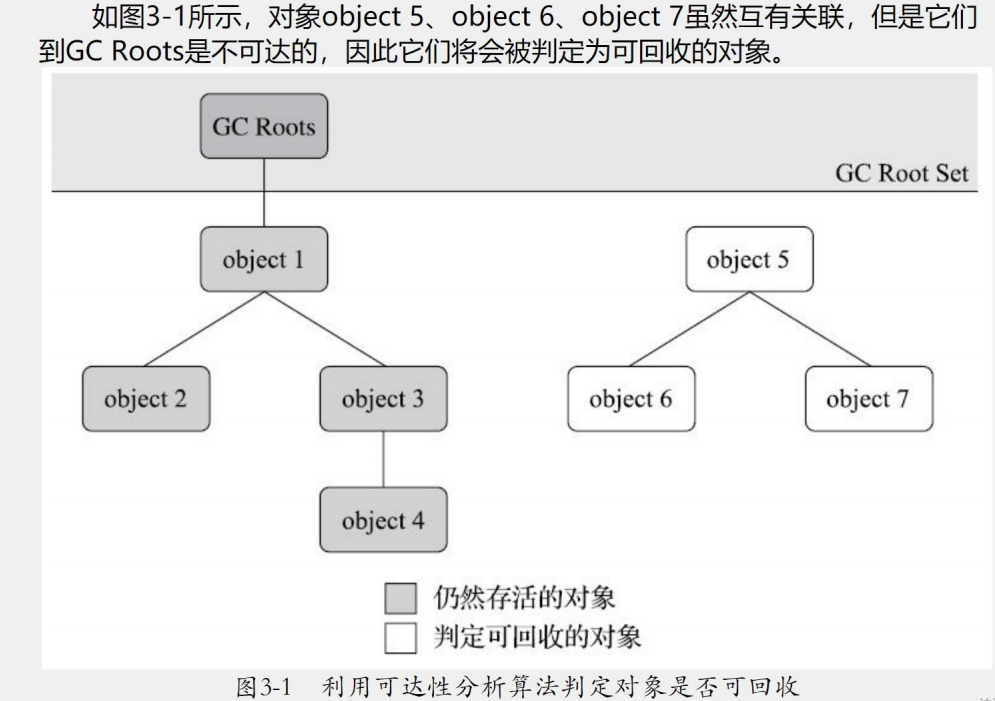 如图3-1所示，对象object 5、object 6、object 7虽然互有关联，但是它们
到GC Roots是不可达的，因此它们将会被判定为可回收的对象。
GC Roots
GC Root Set
object 1
object 5
object 2
object 3
object 6
object 7
object 4
仍然存活的对象
判定可回收的对象
图3-1 利用可达性分析算法判定对象是否可回收